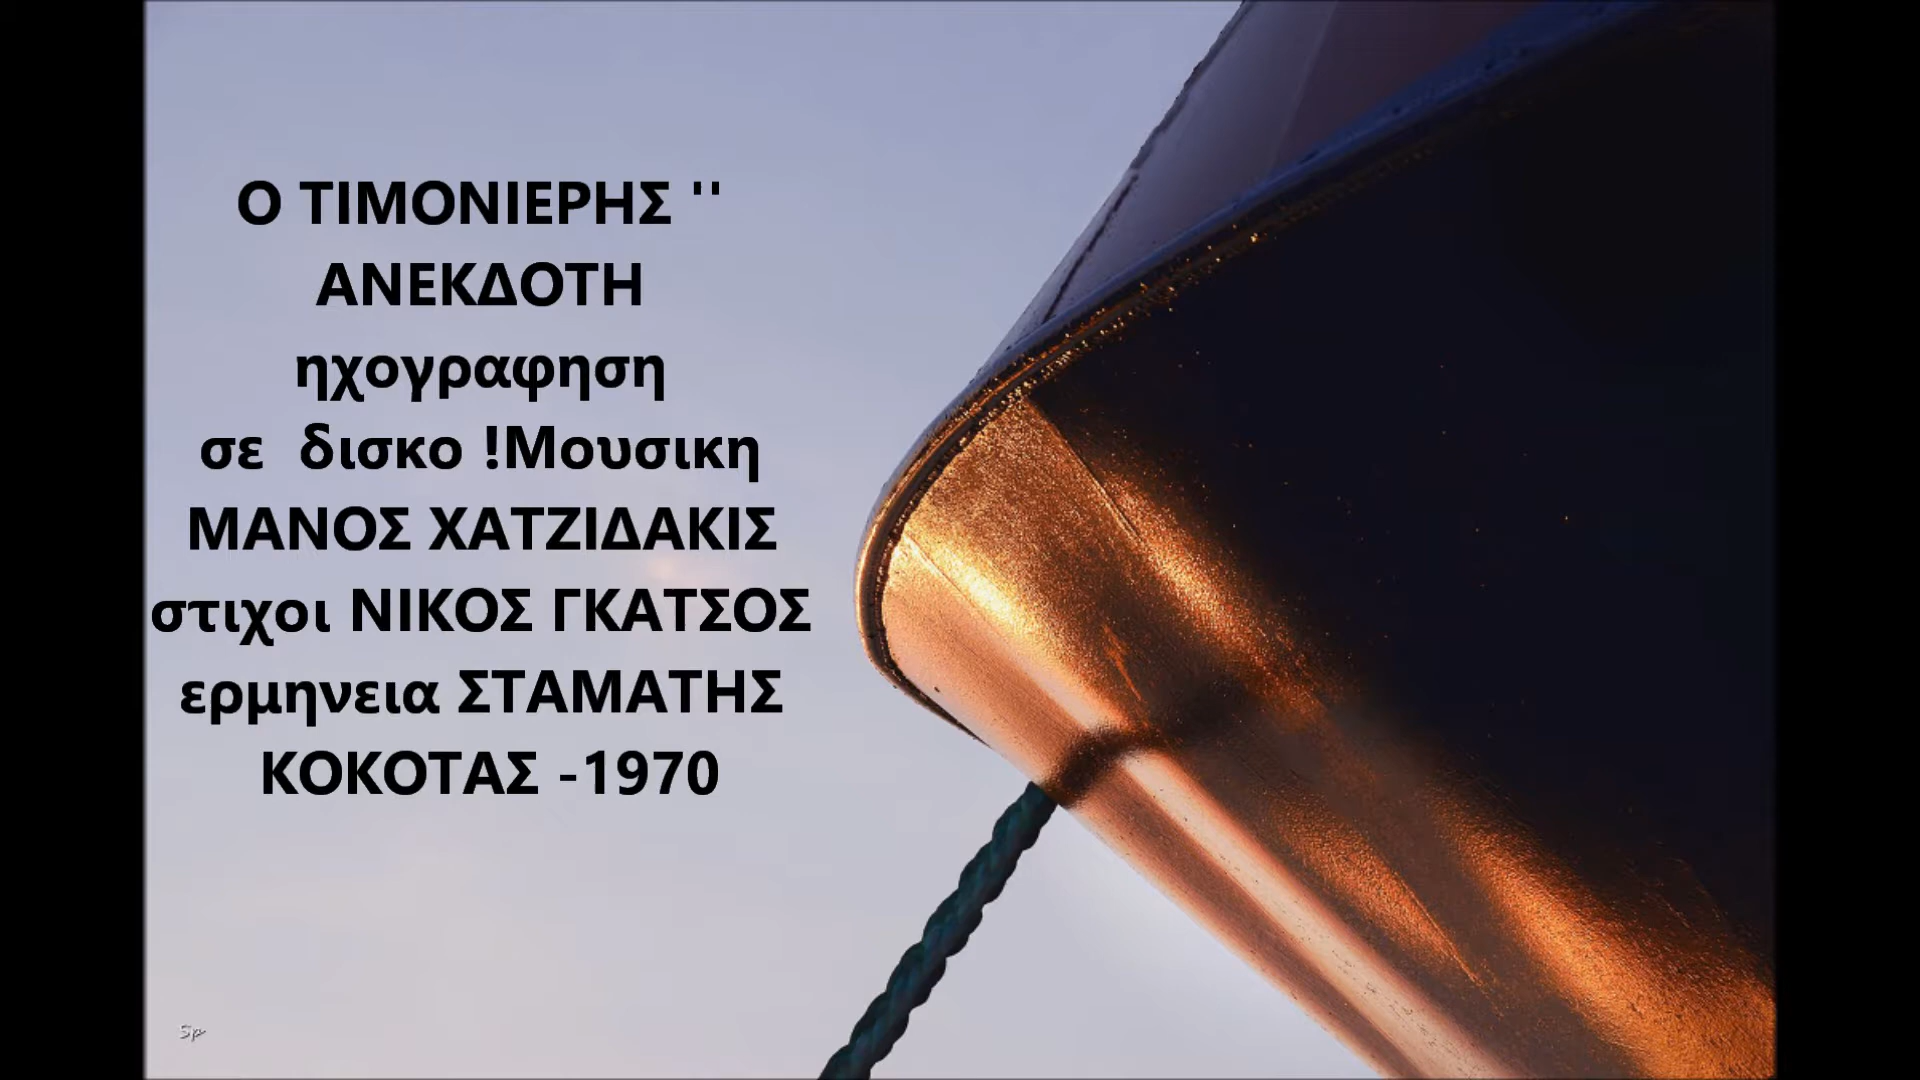 Ο ΤΙΜΟΝΙΕΡΗΣ ''
ΑΝΕΚΔΟΤΗ
ηχογραφηση
σε  δισκο !Μουσικη
ΜΑΝΟΣ ΧΑΤΖΙΔΑΚΙΣ
στιχοι ΝΙΚΟΣ ΓΚΑΤΣΟΣ
ερμηνεια ΣΤΑΜΑΤΗΣ
ΚΟΚΟΤΑΣ -1970